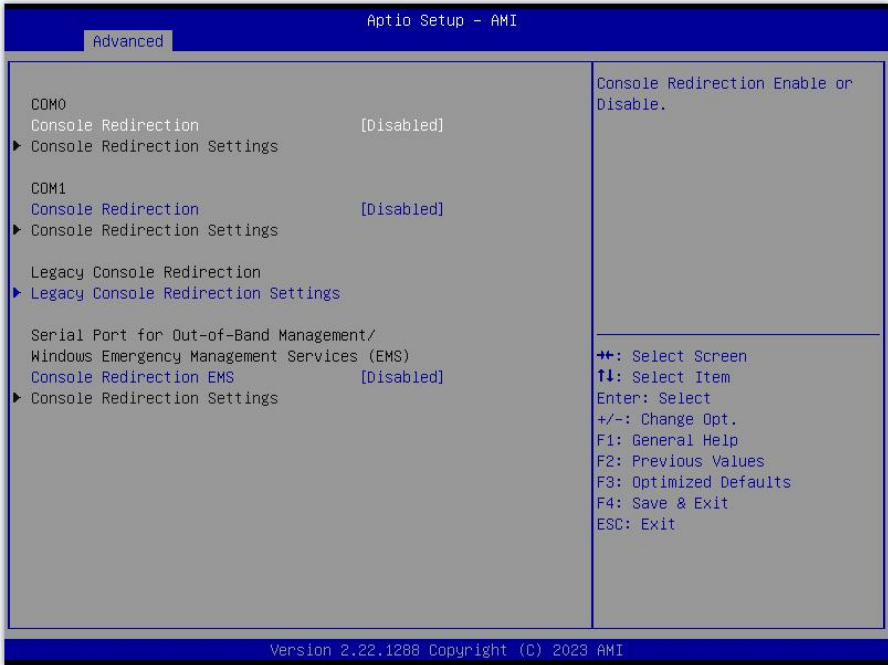 Aptio Setup – AMI
Advanced
COM0
Console Redirection [Disabled]
▶ Console Redirection Settings
COM1
Console Redirection [Disabled]
▶ Console Redirection Settings
Legacy Console Redirection
▶ Legacy Console Redirection Settings
Serial Port for Out–of–Band Management/
Windows Emergency Management Services (EMS)
Console Redirection EMS [Disabled]
▶ Console Redirection Settings
Console Redirection Enable or
Disable.
→←: Select Screen
↑↓: Select Item
Enter: Select
+/–: Change Opt.
F1: General Help
F2: Previous Values
F3: Optimized Defaults
F4: Save & Exit
ESC: Exit
Version 2.22.1288 Copyright (C) 2023 AMI